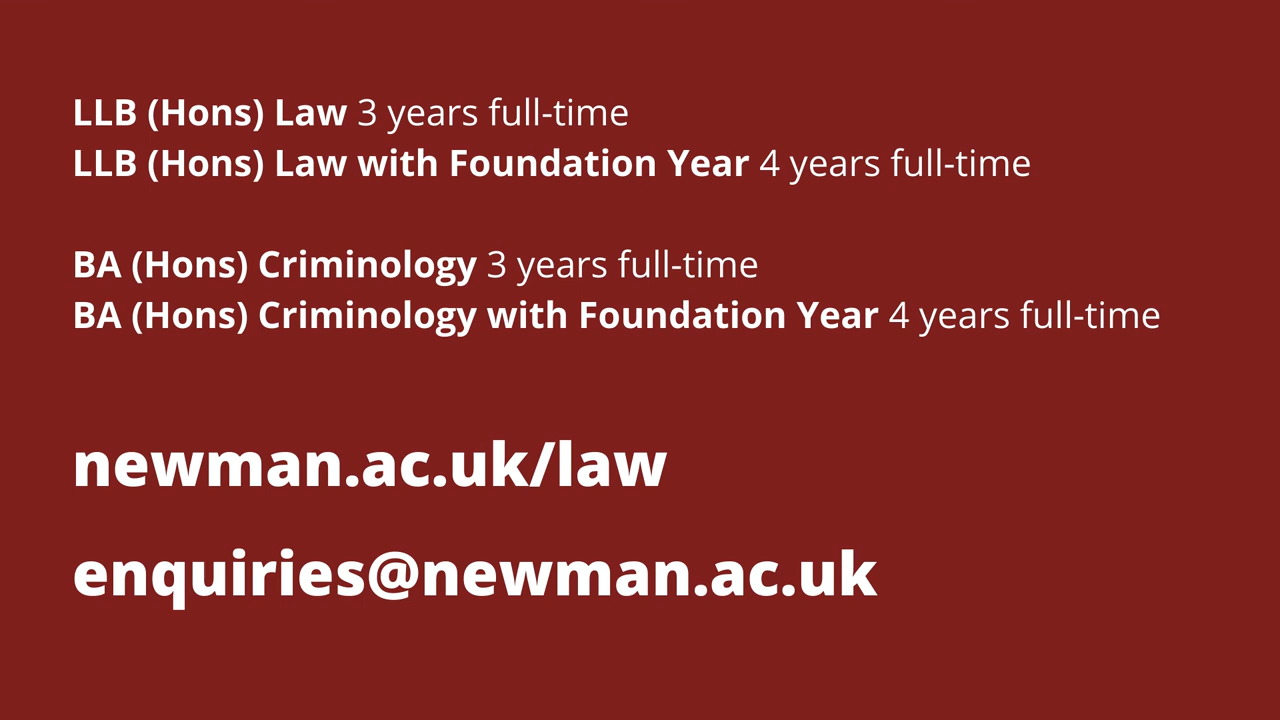 LLB (Hons) Law 3 years full-time
LLB (Hons) Law with Foundation Year 4 years full-time
BA (Hons) Criminology 3 years full-time
BA (Hons) Criminology with Foundation Year 4 years full-time
newman.ac.uk/law
enquiries@newman.ac.uk